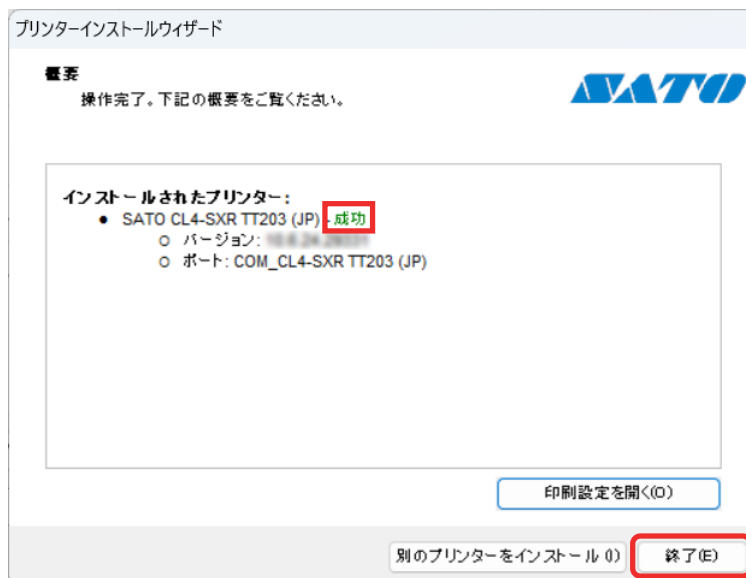 プリンターインストールウィザード
概要
操作完了。下記の概要をご覧ください。
SATO
インストールされたプリンター:
● SATO CL4-SXR TT203 (JP) - 成功
○ バージョン:
○ ポート: COM_CL4-SXR TT203 (JP)
印刷設定を開く(O)
別のプリンターをインストール (I)
終了(E)